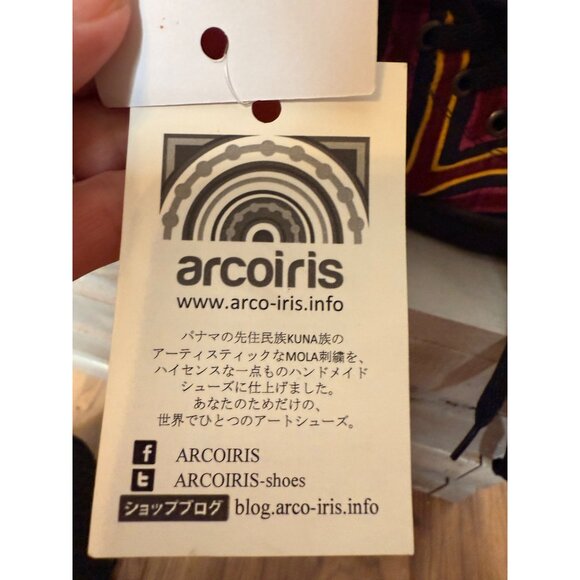 arcoiris
www.arco-iris.info
パナマの先住民族KUNA族の
アーティスティックなMOLA刺繍を、
ハイセンスな一点ものハンドメイド
シューズに仕上げました。
あなたのためだけの、
世界でひとつのアートシューズ。
f ARCOIRIS
t ARCOIRIS-shoes
ショップブログ blog.arco-iris.info